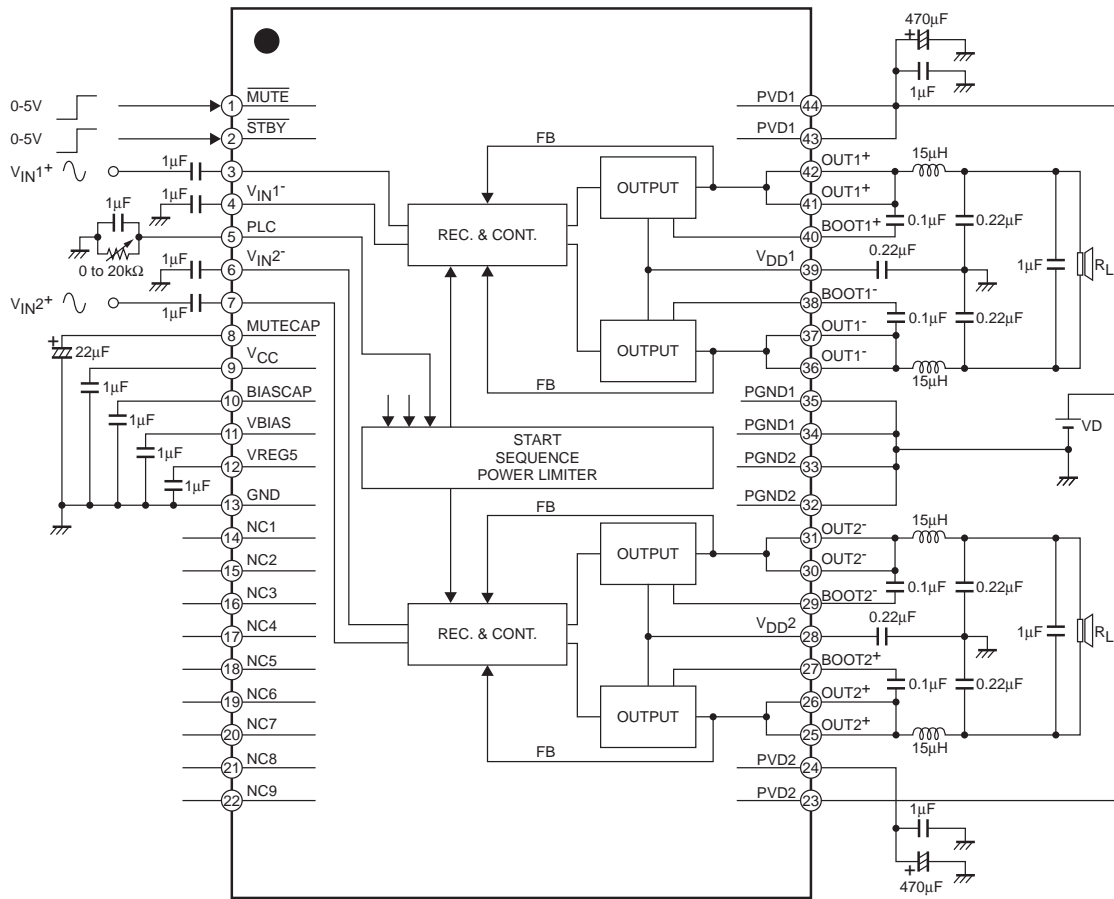 470μF
1μF
0-5V
1
MUTE
PVD1
44
0-5V
2
STBY
PVD1
43
VIN1+
1μF
3
FB
OUTPUT
42
OUT1+
15μH
1μF
4
VIN1-
41
OUT1+
0.1μF
0.22μF
1μF
5
PLC
REC. & CONT.
40
BOOT1+
0 to 20kΩ
1μF
6
VIN2-
VDD1
39
0.22μF
1μF
RL
VIN2+
1μF
7
38
BOOT1-
0.1μF
0.22μF
8
MUTECAP
OUTPUT
37
OUT1-
22μF
9
VCC
36
OUT1-
15μH
1μF
FB
10
BIASCAP
PGND1
35
1μF
11
VBIAS
START
SEQUENCE
POWER LIMITER
PGND1
34
VD
1μF
12
VREG5
PGND2
33
1μF
13
GND
PGND2
32
14
NC1
FB
31
OUT2-
15μH
15
NC2
OUTPUT
30
OUT2-
0.1μF
0.22μF
16
NC3
29
BOOT2-
17
NC4
REC. & CONT.
VDD2
28
0.22μF
1μF
RL
18
NC5
27
BOOT2+
0.1μF
0.22μF
19
NC6
OUTPUT
26
OUT2+
20
NC7
25
OUT2+
15μH
FB
21
NC8
PVD2
24
22
NC9
PVD2
23
1μF
470μF